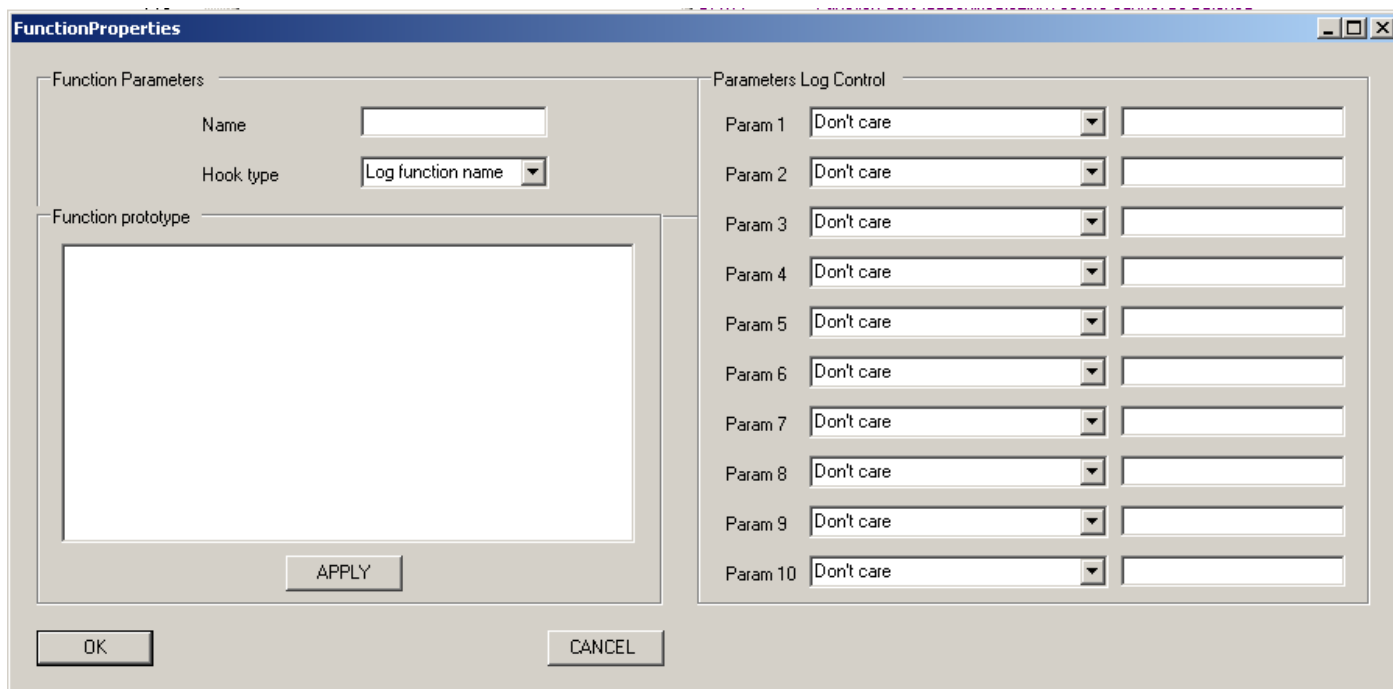 FunctionProperties
Function Parameters
Name
Hook type
Log function name
Function prototype
APPLY
OK
CANCEL
Parameters Log Control
Param 1 Don't care
Param 2 Don't care
Param 3 Don't care
Param 4 Don't care
Param 5 Don't care
Param 6 Don't care
Param 7 Don't care
Param 8 Don't care
Param 9 Don't care
Param 10 Don't care